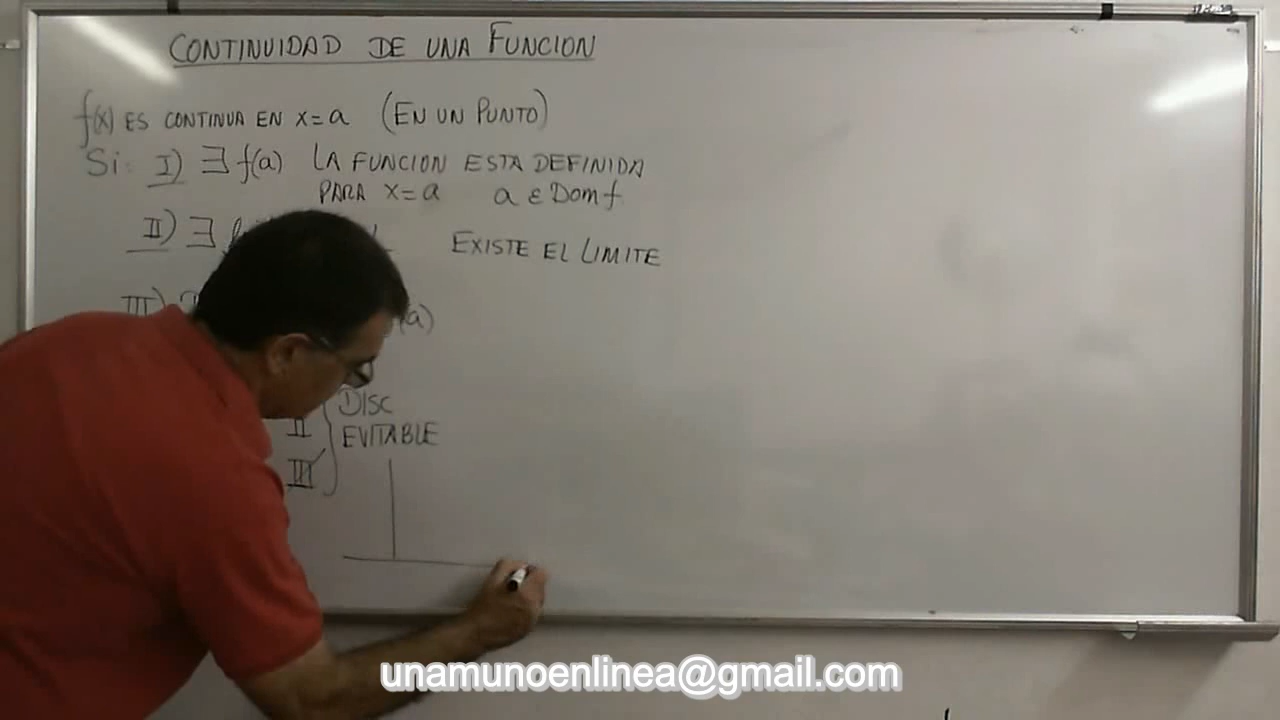 CONTINUIDAD DE UNA FUNCION
f(x) ES CONTINUA EN x=a (EN UN PUNTO)
Si: I) ∃ f(a) LA FUNCION ESTA DEFINIDA
PARA x=a a ε Dom f
II) ∃ EXISTE EL LIMITE
III) (a)
DISC
II EVITABLE
III
unamunoenlinea@gmail.com